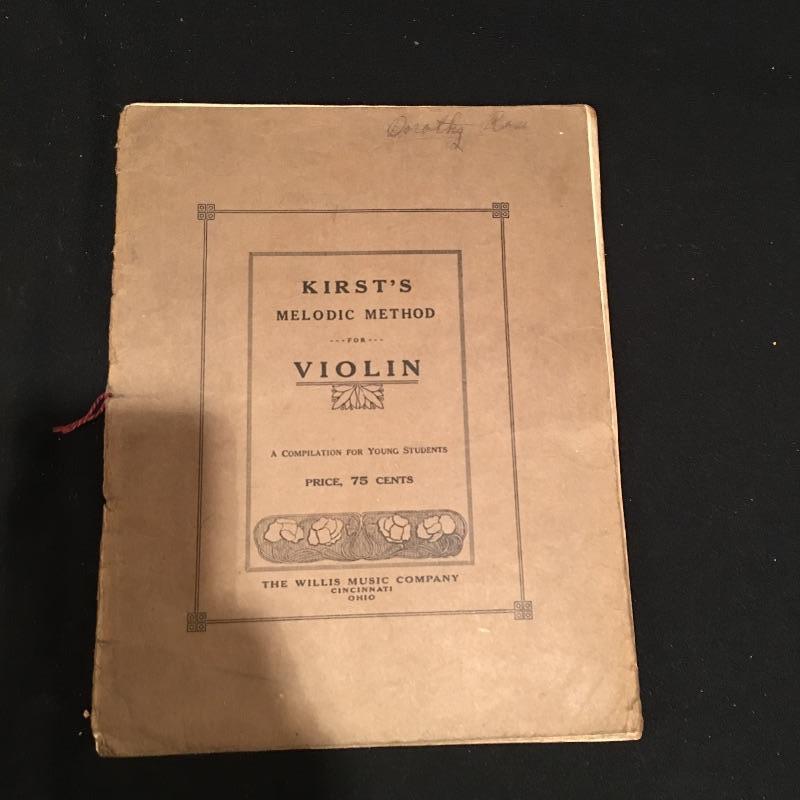 Dorothy Rose
KIRST'S
MELODIC METHOD
---FOR---
VIOLIN
A COMPILATION FOR YOUNG STUDENTS
PRICE, 75 CENTS
THE WILLIS MUSIC COMPANY
CINCINNATI
OHIO